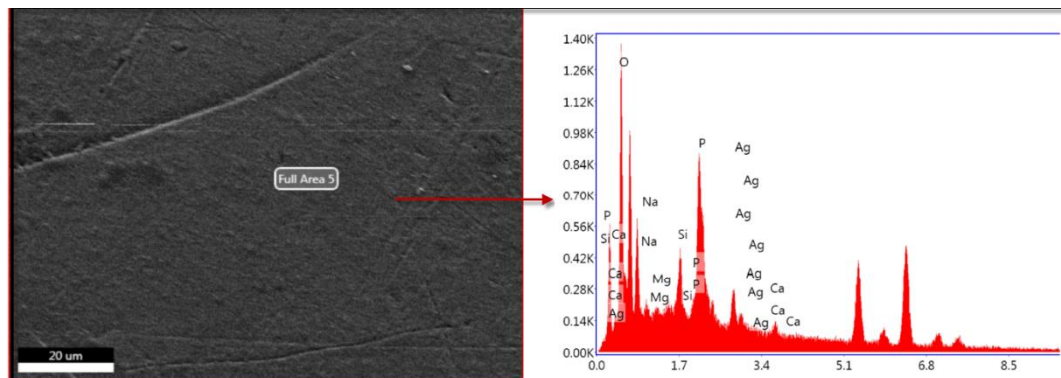 Full Area 5
20 um
1.40K
1.26K
1.12K
0.98K
0.84K
0.70K
0.56K
0.42K
0.28K
0.14K
0.00K
0.0
1.7
3.4
5.1
6.8
8.5
O
P
Si
Ca
Ca
Ca
Ag
Na
Na
Mg
Mg
Si
Si
P
P
P
Ag
Ag
Ag
Ag
Ag
Ag
Ag
Ca
Ca
Ca